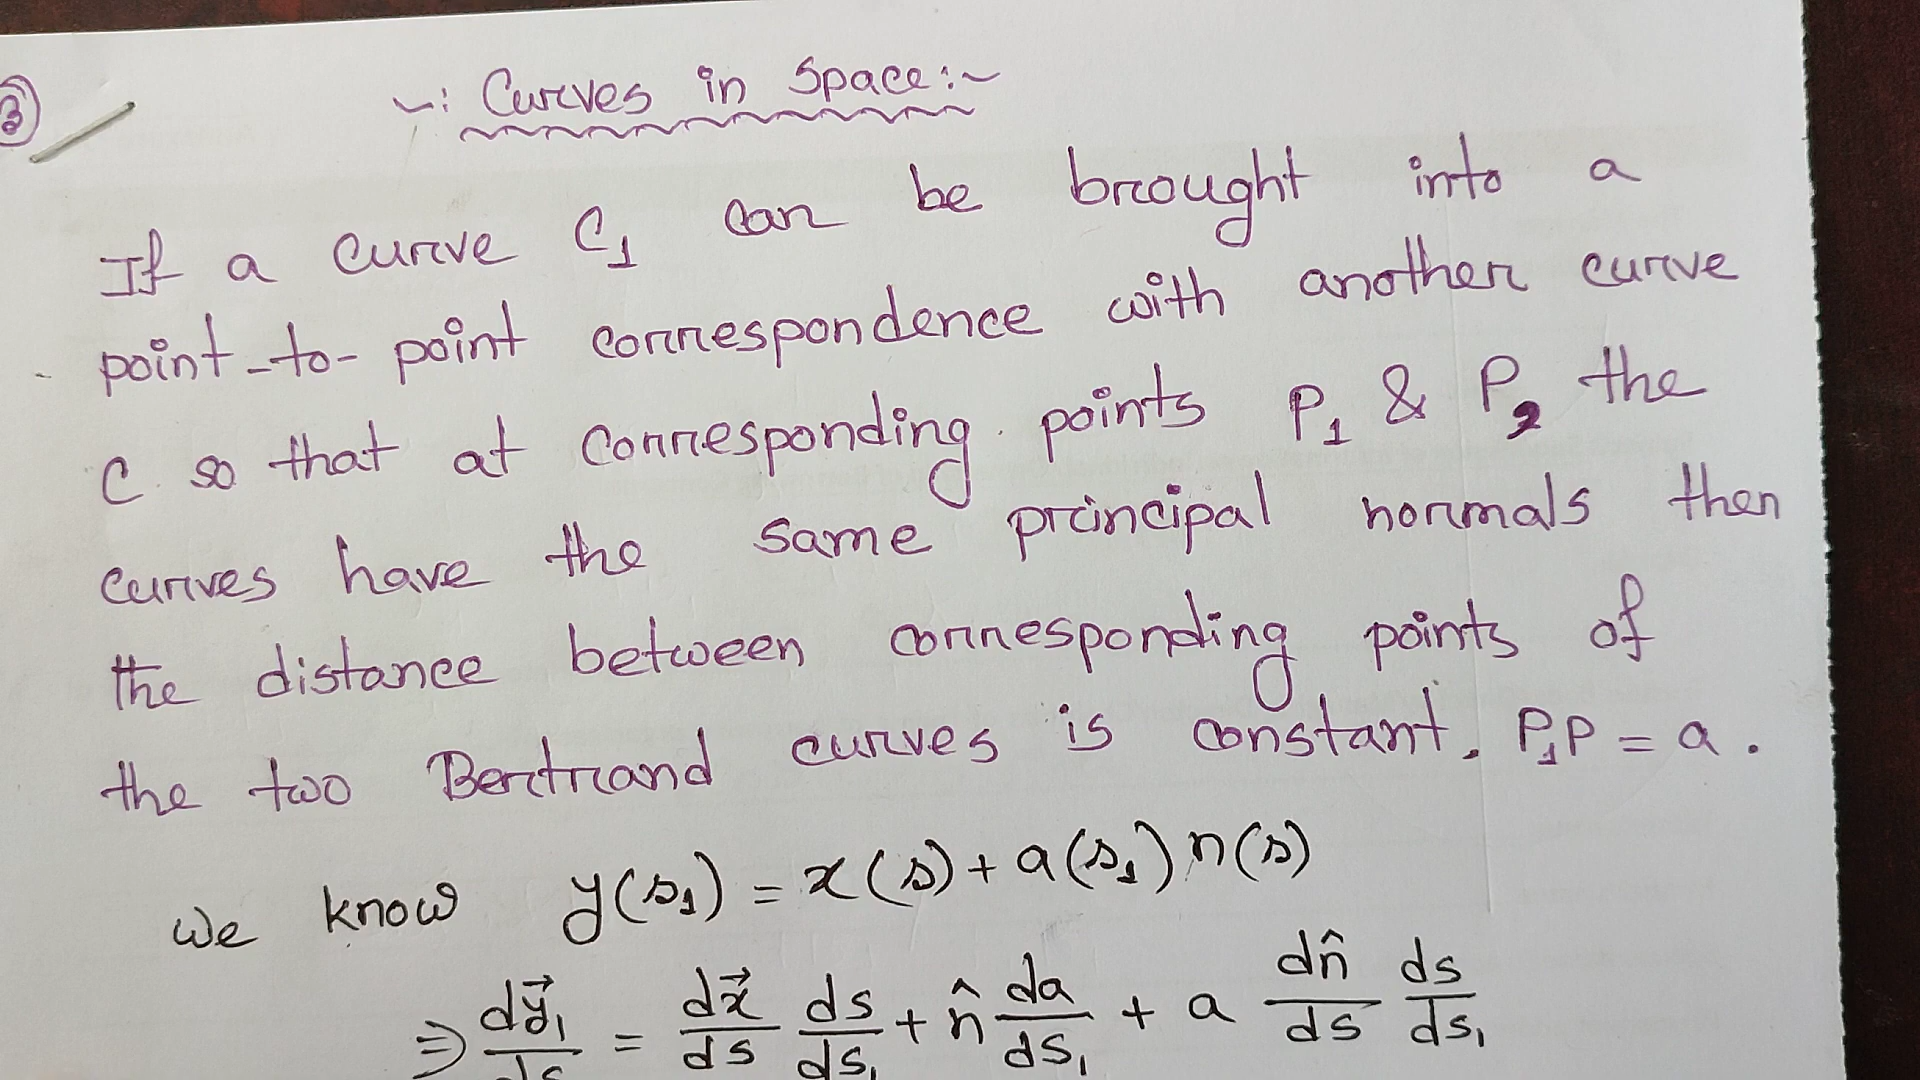 3
~: Curves in Space:~
If a curve C₁ can be brought into a
point-to-point correspondence with another curve
C so that at corresponding points P₁ & P₂ the
curves have the same principal normals then
the distance between corresponding points of
the two Bertrand curves is constant. P₁P = a.
We know y(s₁) = x(s) + a(s₁) n(s)
⇒ dy⃗₁/ds = dx⃗/ds ds/ds₁ + n̂ da/ds₁ + a dn̂/ds ds/ds₁